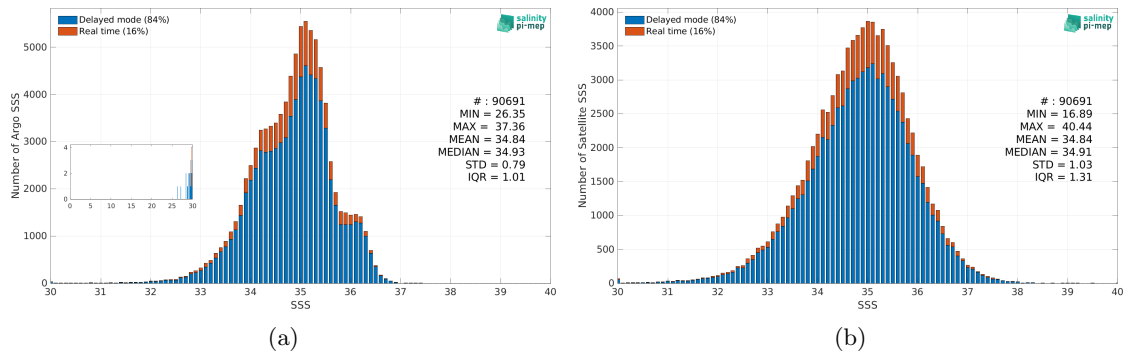 Delayed mode (84%)
Real time (16%)
salinity
pi-mep
# : 90691
MIN = 26.35
MAX = 37.36
MEAN = 34.84
MEDIAN = 34.93
STD = 0.79
IQR = 1.01
Number of Argo SSS
5000
4000
3000
2000
1000
0
4
2
0
0 5 10 15 20 25 30
30 31 32 33 34 35 36 37 38 39 40
SSS
(a)
Delayed mode (84%)
Real time (16%)
salinity
pi-mep
# : 90691
MIN = 16.89
MAX = 40.44
MEAN = 34.84
MEDIAN = 34.91
STD = 1.03
IQR = 1.31
Number of Satellite SSS
4000
3500
3000
2500
2000
1500
1000
500
0
30 31 32 33 34 35 36 37 38 39 40
SSS
(b)